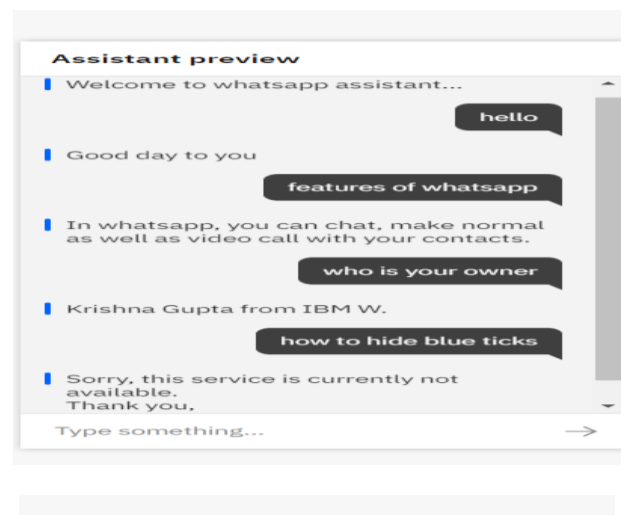 Assistant preview
Welcome to whatsapp assistant...
hello
Good day to you
features of whatsapp
In whatsapp, you can chat, make normal
as well as video call with your contacts.
who is your owner
Krishna Gupta from IBM W.
how to hide blue ticks
Sorry, this service is currently not
available.
Thank you,
Type something...